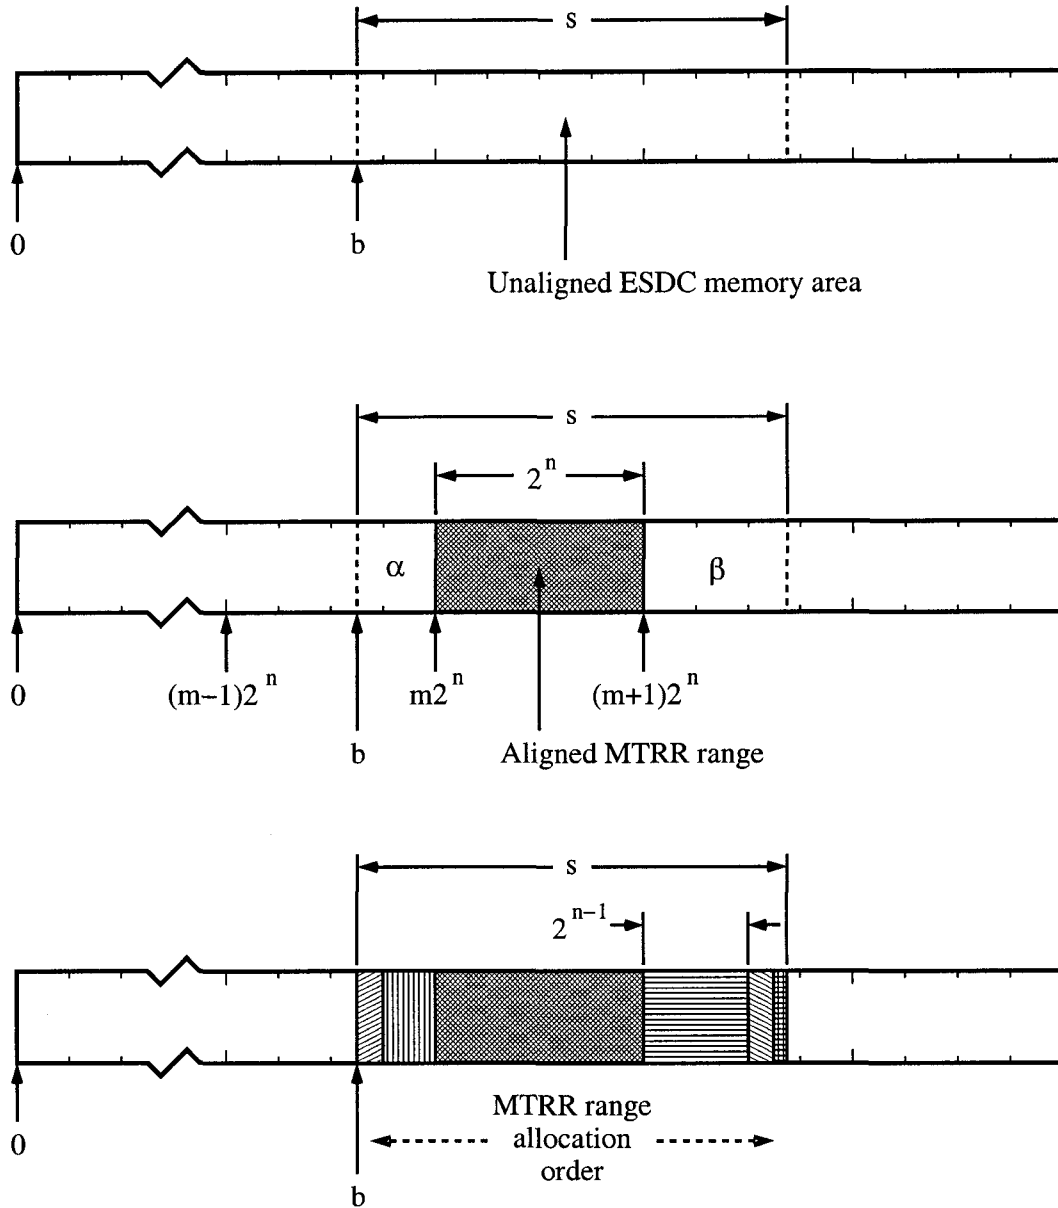 s
0
b
Unaligned ESDC memory area
s
2^n
α
β
0
(m−1)2^n
m2^n
(m+1)2^n
b
Aligned MTRR range
s
2^n−1
0
MTRR range
allocation
order
b